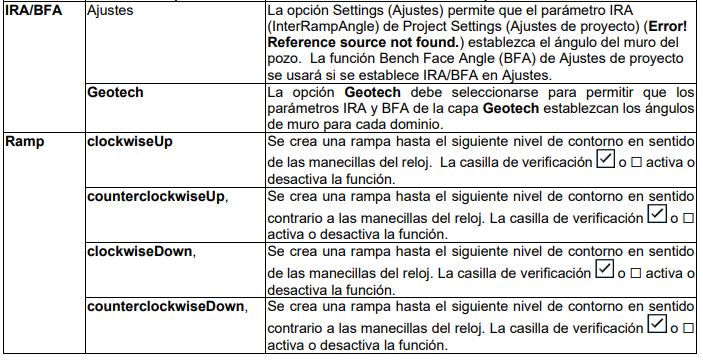 IRA/BFA Ajustes La opción Settings (Ajustes) permite que el parámetro IRA
(InterRampAngle) de Project Settings (Ajustes de proyecto) (Error!
Reference source not found.) establezca el ángulo del muro del
pozo. La función Bench Face Angle (BFA) de Ajustes de proyecto
se usará si se establece IRA/BFA en Ajustes.
Geotech La opción Geotech debe seleccionarse para permitir que los
parámetros IRA y BFA de la capa Geotech establezcan los ángulos
de muro para cada dominio.
Ramp clockwiseUp Se crea una rampa hasta el siguiente nivel de contorno en sentido
de las manecillas del reloj. La casilla de verificación ☑ o ☐ activa o
desactiva la función.
counterclockwiseUp, Se crea una rampa hasta el siguiente nivel de contorno en sentido
contrario a las manecillas del reloj. La casilla de verificación ☑ o ☐
activa o desactiva la función.
clockwiseDown, Se crea una rampa hasta el siguiente nivel de contorno en sentido
de las manecillas del reloj. La casilla de verificación ☑ o ☐ activa o
desactiva la función.
counterclockwiseDown, Se crea una rampa hasta el siguiente nivel de contorno en sentido
contrario a las manecillas del reloj. La casilla de verificación ☑ o ☐
activa o desactiva la función.